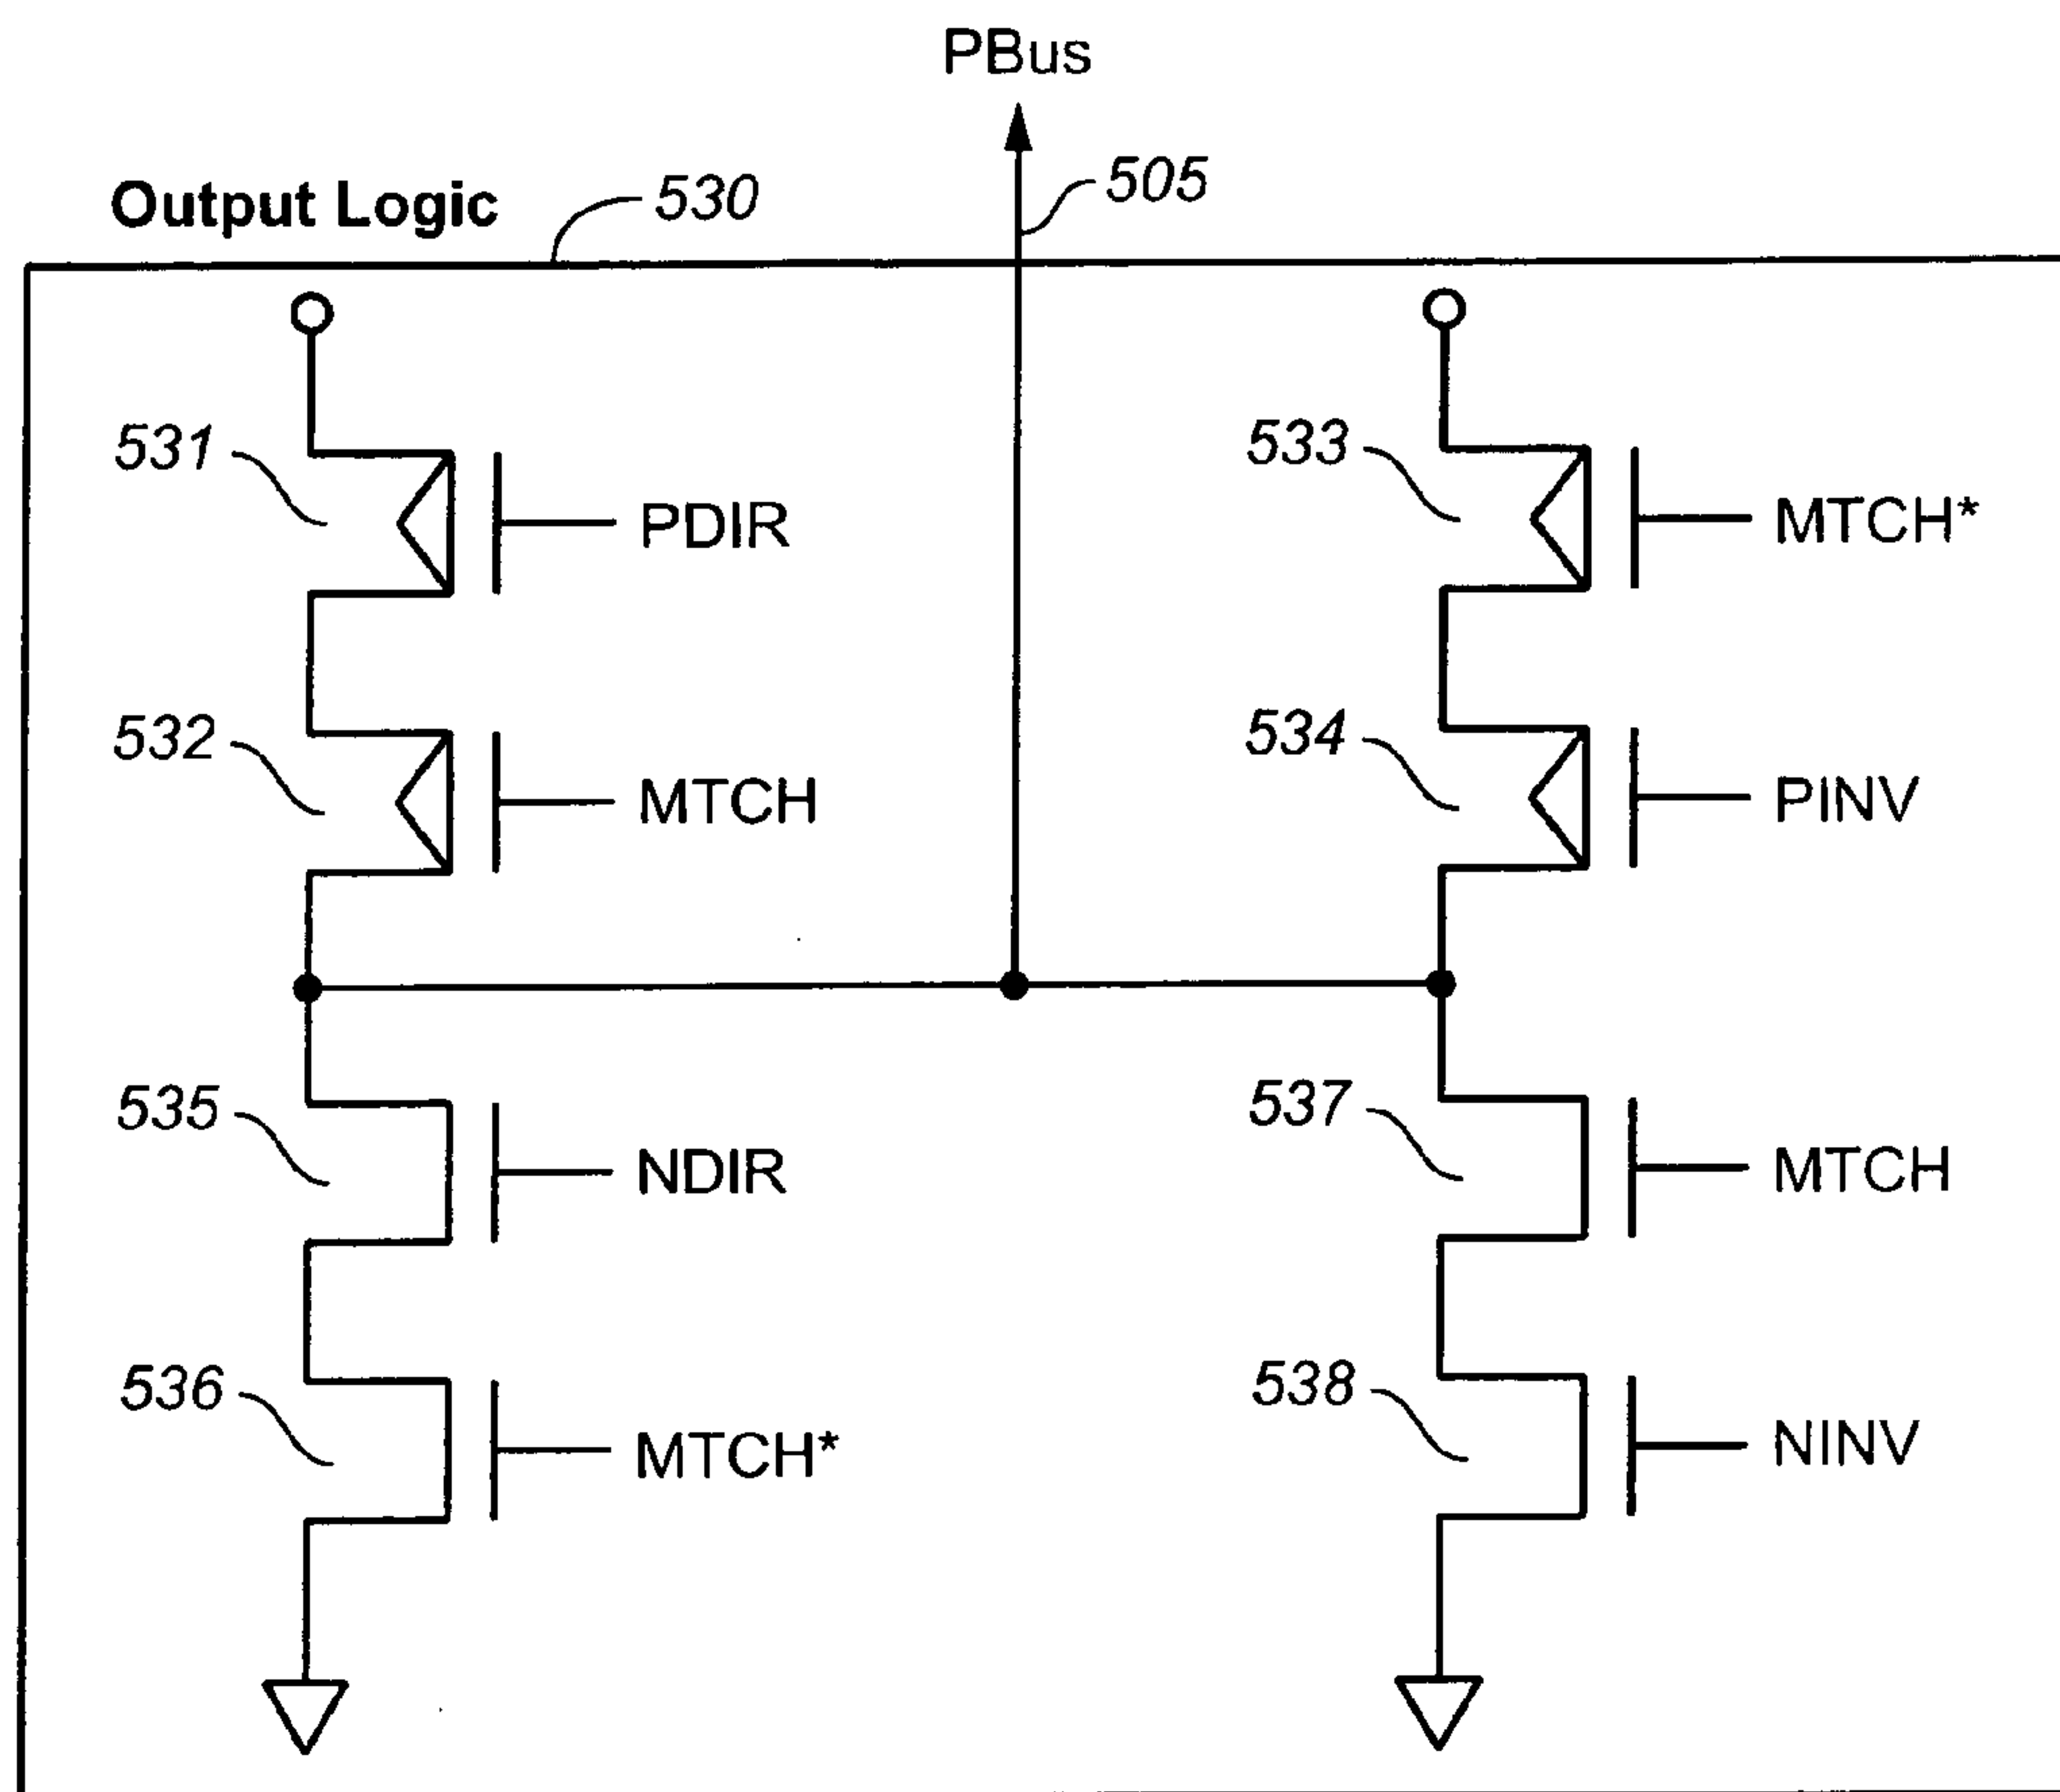 PBus
505
Output Logic
530
531
PDIR
533
MTCH*
532
MTCH
534
PINV
535
NDIR
537
MTCH
536
MTCH*
538
NINV